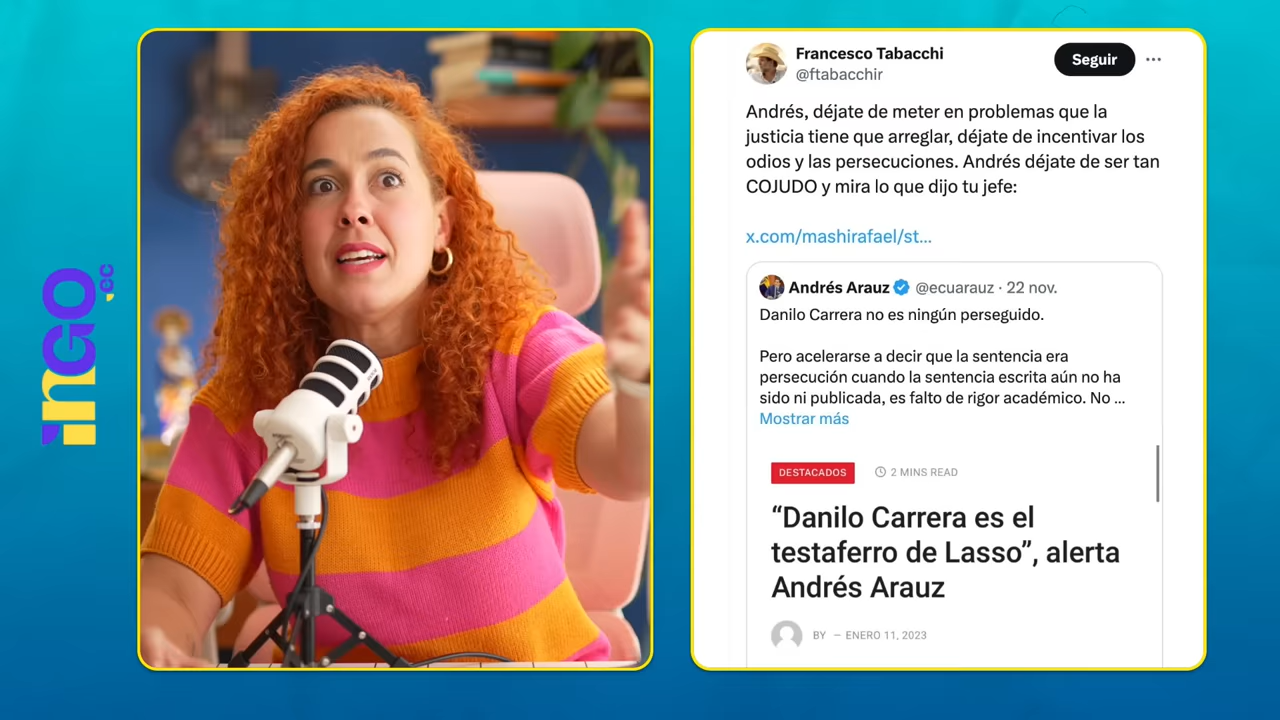 inGO.cc
Francesco Tabacchi
@ftabacchir
Seguir
Andrés, déjate de meter en problemas que la
justicia tiene que arreglar, déjate de incentivar los
odios y las persecuciones. Andrés déjate de ser tan
COJUDO y mira lo que dijo tu jefe:
x.com/mashirafael/st...
Andrés Arauz @ecuarauz · 22 nov.
Danilo Carrera no es ningún perseguido.
Pero acelerarse a decir que la sentencia era
persecución cuando la sentencia escrita aún no ha
sido ni publicada, es falto de rigor académico. No ...
Mostrar más
DESTACADOS
2 MINS READ
“Danilo Carrera es el
testaferro de Lasso”, alerta
Andrés Arauz
BY — ENERO 11, 2023